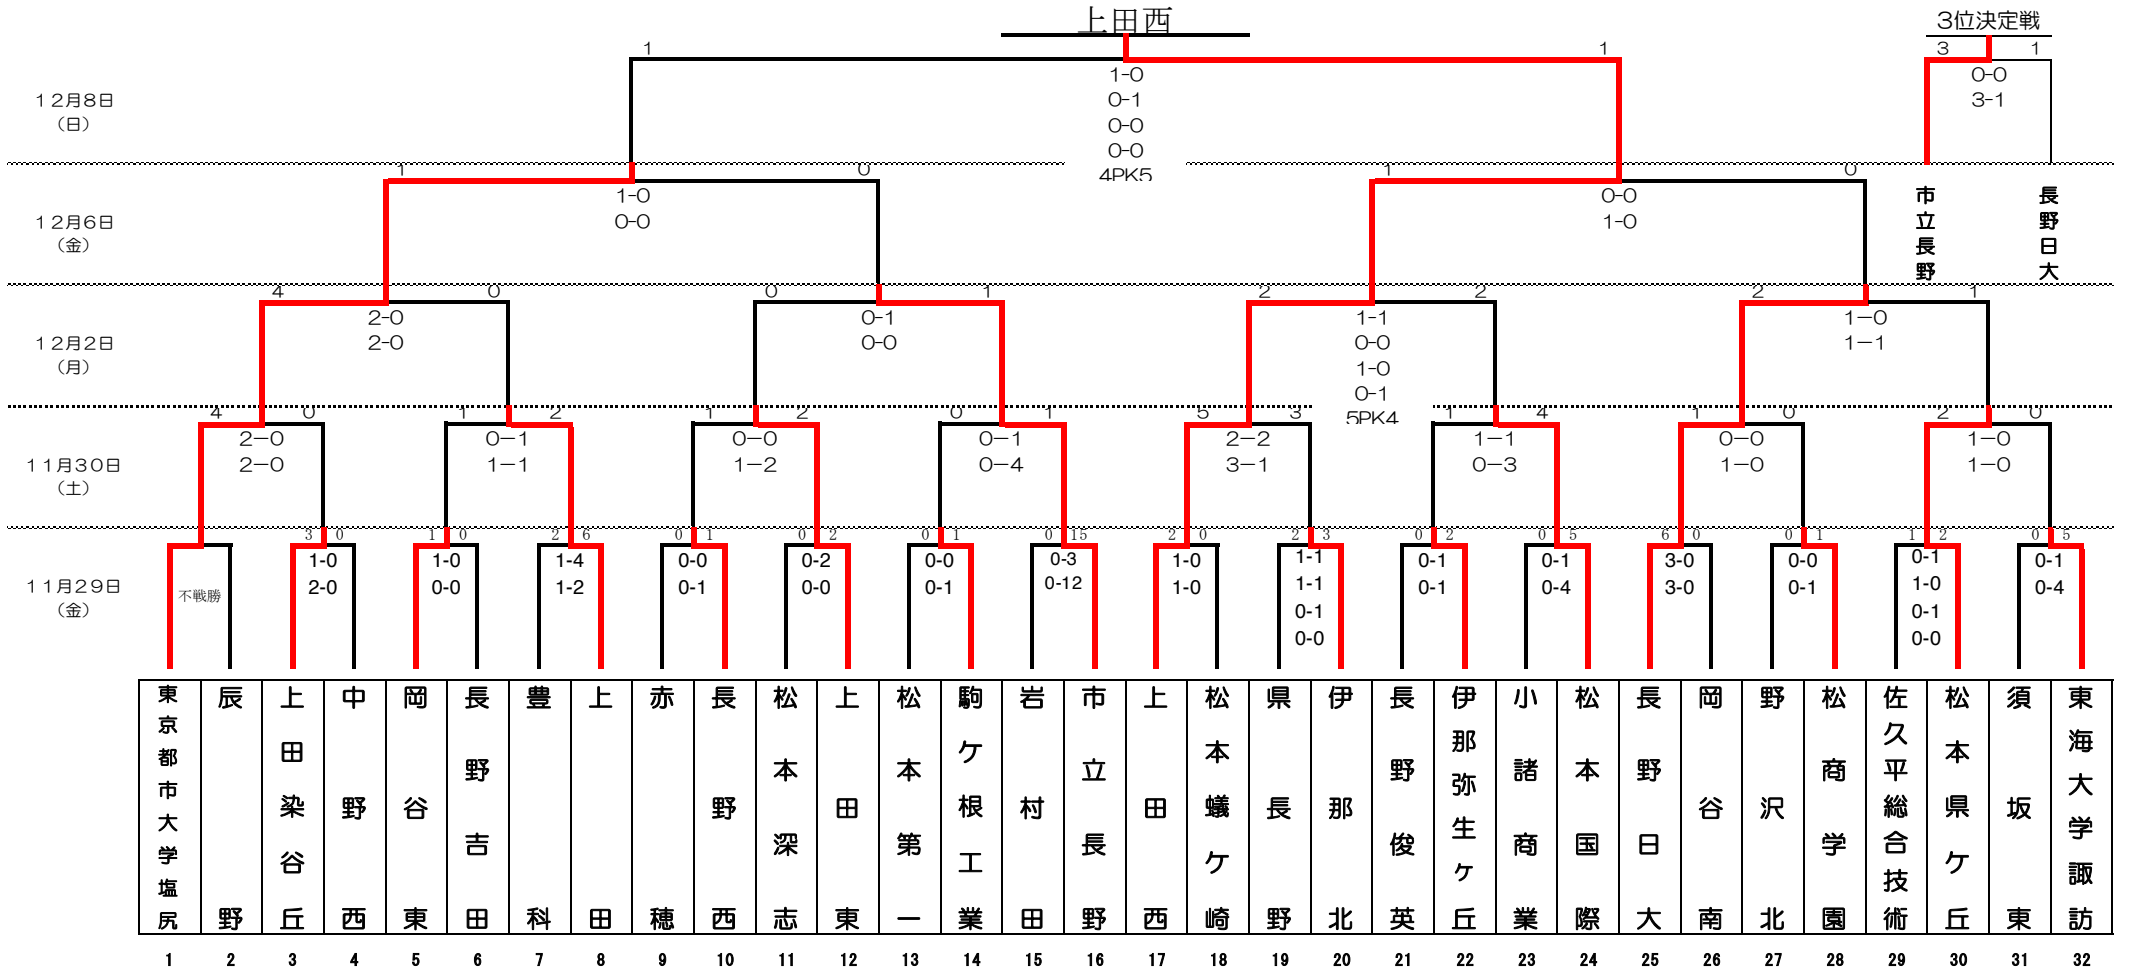 上田西
3位決定戦
1 1 3 1
1-0 0-0
0-1 3-1
0-0
0-0
4PK5
12月8日
（日）
1 0 1 0
1-0 0-0
0-0 1-0
12月6日
（金）
市立長野 長野日大
4 0 0 1 2 2 2 1
2-0 0-1 1-1 1-0
2-0 0-0 0-0 1-1
1-0
0-1
5PK4
12月2日
（月）
4 0 1 2 1 2 0 1 5 3 1 4 1 0 2 0
2-0 0-1 0-0 0-1 2-2 1-1 0-0 1-0
2-0 1-1 1-2 0-4 3-1 0-3 1-0 1-0
11月30日
（土）
3 0 1 0 2 6 0 1 0 2 0 1 0 15 2 0 2 3 0 2 0 5 6 0 0 1 1 2 0 5
不戦勝 1-0 1-0 1-4 0-0 0-2 0-0 0-3 1-0 1-1 0-1 0-1 3-0 0-0 0-1 0-1
2-0 0-0 1-2 0-1 0-0 0-1 0-12 1-0 1-1 0-1 0-4 3-0 0-1 1-0 0-4
0-1 0-1
0-0 0-0
11月29日
（金）
東京都市大学塩尻
辰野
上田染谷丘
中野西
岡谷東
長野吉田
豊科
上田
赤穂
長野西
松本深志
上田東
松本第一
駒ケ根工業
岩村田
市立長野
上田西
松本蟻ケ崎
県長野
伊那北
長野俊英
伊那弥生ヶ丘
小諸商業
松本国際
長野日大
岡谷南
野沢北
松商学園
佐久平総合技術
松本県ケ丘
須坂東
東海大学諏訪
1 2 3 4 5 6 7 8 9 10 11 12 13 14 15 16 17 18 19 20 21 22 23 24 25 26 27 28 29 30 31 32